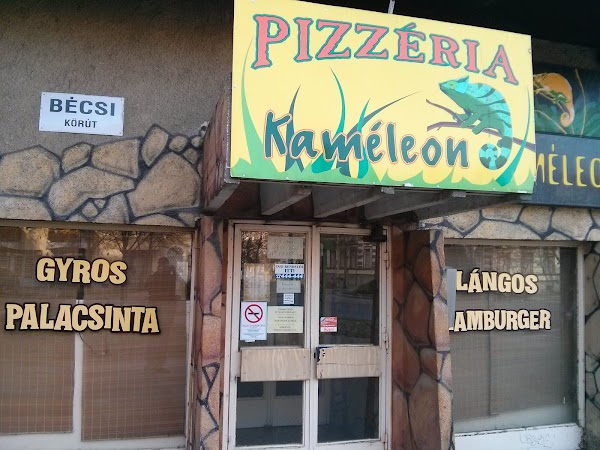 PIZZÉRIA
Kaméleon
BÉCSI
KÖRÚT
MÉLEO
GYROS
PALACSINTA
LÁNGOS
AMBURGER